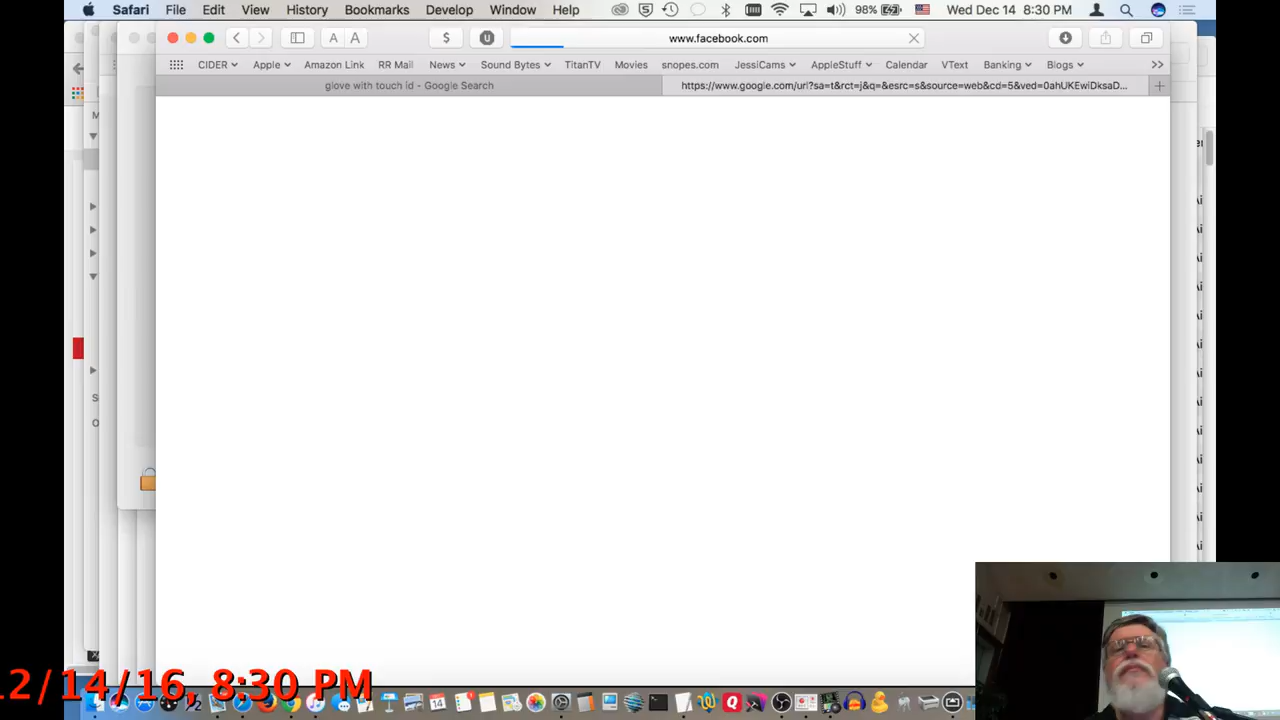 Safari File Edit View History Bookmarks Develop Window Help 98% Wed Dec 14 8:30 PM
A A $ U www.facebook.com
CIDER Apple Amazon Link RR Mail News Sound Bytes TitanTV Movies snopes.com JessiCams AppleStuff Calendar VText Banking Blogs >>
glove with touch id - Google Search https://www.google.com/url?sa=t&rct=j&q=&esrc=s&source=web&cd=5&ved=0ahUKEwiDksaD... +
M
S
O
12/14/16, 8:30 PM